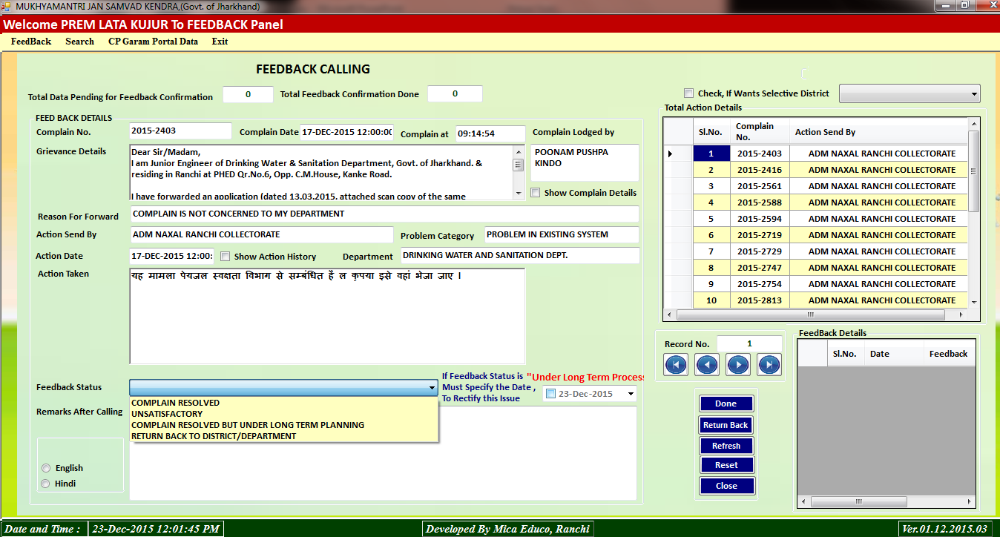 MUKHYAMANTRI JAN SAMVAD KENDRA,(Govt. of Jharkhand)
Welcome PREM LATA KUJUR To FEEDBACK Panel
FeedBack Search CP Garam Portal Data Exit
FEEDBACK CALLING
Total Data Pending for Feedback Confirmation 0 Total Feedback Confirmation Done 0
Check, If Wants Selective District
FEED BACK DETAILS
Complain No. 2015-2403 Complain Date 17-DEC-2015 12:00:00 Complain at 09:14:54 Complain Lodged by
Grievance Details
Dear Sir/Madam,
I am Junior Engineer of Drinking Water & Sanitation Department, Govt. of Jharkhand. &
residing in Ranchi at PHED Qr.No.6, Opp. C.M.House, Kanke Road.
I have forwarded an application (dated 13.03.2015, attached scan copy of the same
POONAM PUSHPA
KINDO
Show Complain Details
Reason For Forward COMPLAIN IS NOT CONCERNED TO MY DEPARTMENT
Action Send By ADM NAXAL RANCHI COLLECTORATE Problem Category PROBLEM IN EXISTING SYSTEM
Action Date 17-DEC-2015 12:00: Show Action History Department DRINKING WATER AND SANITATION DEPT.
Action Taken यह मामला पेयजल स्वक्षता विभाग से सम्बंधित हैं ल कृपया इसे वहां भेजा जाए ।
Feedback Status
If Feedback Status is "Under Long Term Process
Must Specify the Date ,
To Rectify this Issue
23-Dec-2015
COMPLAIN RESOLVED
UNSATISFACTORY
COMPLAIN RESOLVED BUT UNDER LONG TERM PLANNING
RETURN BACK TO DISTRICT/DEPARTMENT
Remarks After Calling
English
Hindi
Total Action Details
Sl.No. Complain No. Action Send By
1 2015-2403 ADM NAXAL RANCHI COLLECTORATE
2 2015-2416 ADM NAXAL RANCHI COLLECTORATE
3 2015-2561 ADM NAXAL RANCHI COLLECTORATE
4 2015-2588 ADM NAXAL RANCHI COLLECTORATE
5 2015-2594 ADM NAXAL RANCHI COLLECTORATE
6 2015-2719 ADM NAXAL RANCHI COLLECTORATE
7 2015-2729 ADM NAXAL RANCHI COLLECTORATE
8 2015-2747 ADM NAXAL RANCHI COLLECTORATE
9 2015-2754 ADM NAXAL RANCHI COLLECTORATE
10 2015-2813 ADM NAXAL RANCHI COLLECTORATE
Record No. 1
Done
Return Back
Refresh
Reset
Close
FeedBack Details
Sl.No. Date Feedback
Date and Time : 23-Dec-2015 12:01:45 PM Developed By Mica Educo, Ranchi Ver.01.12.2015.03